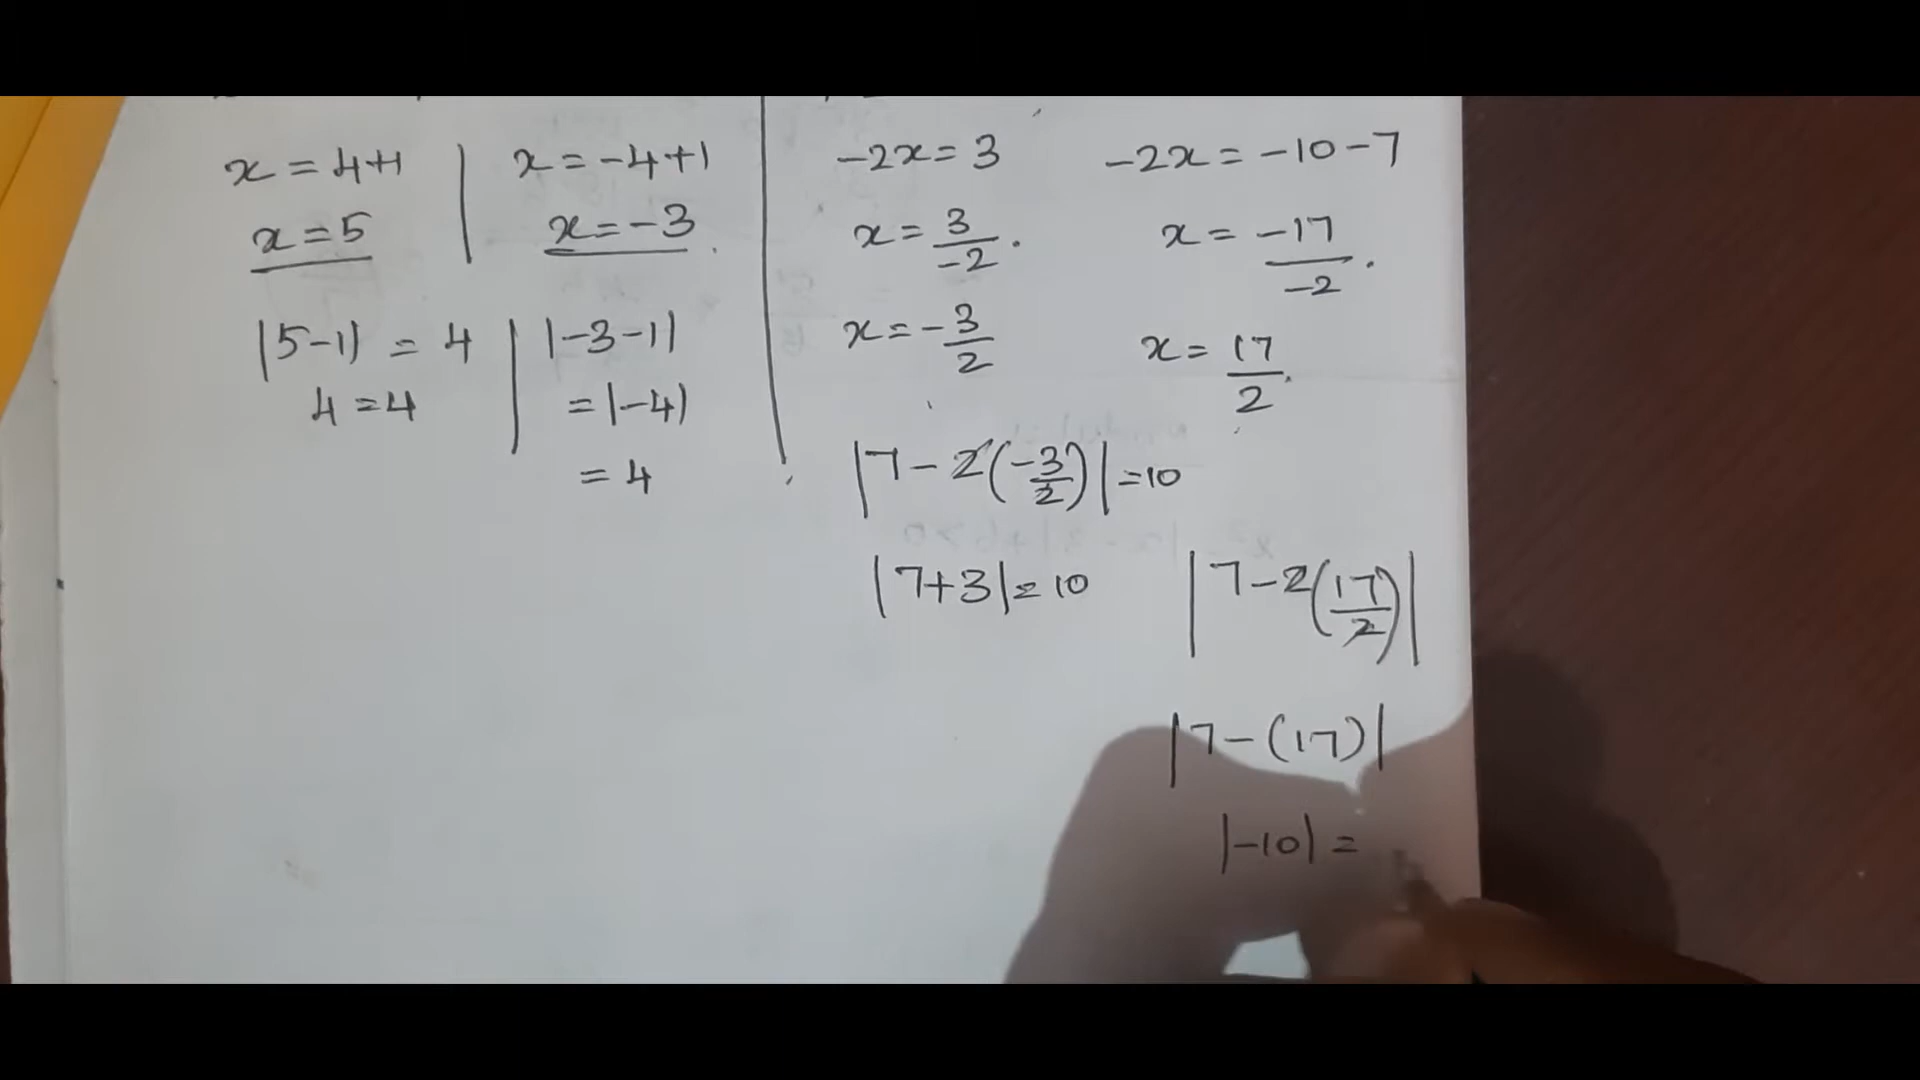 x = 4+1 | x = -4+1
x = 5 | x = -3
|5-1| = 4 | |-3-1|
4 = 4 | = |-4|
= 4
-2x = 3 -2x = -10-7
x = 3/-2 . x = -17/-2 .
x = -3/2 x = 17/2 .
|7-2(-3/2)| = 10
|7+3| = 10 |7-2(17/2)|
|7-(17)|
|-10| =